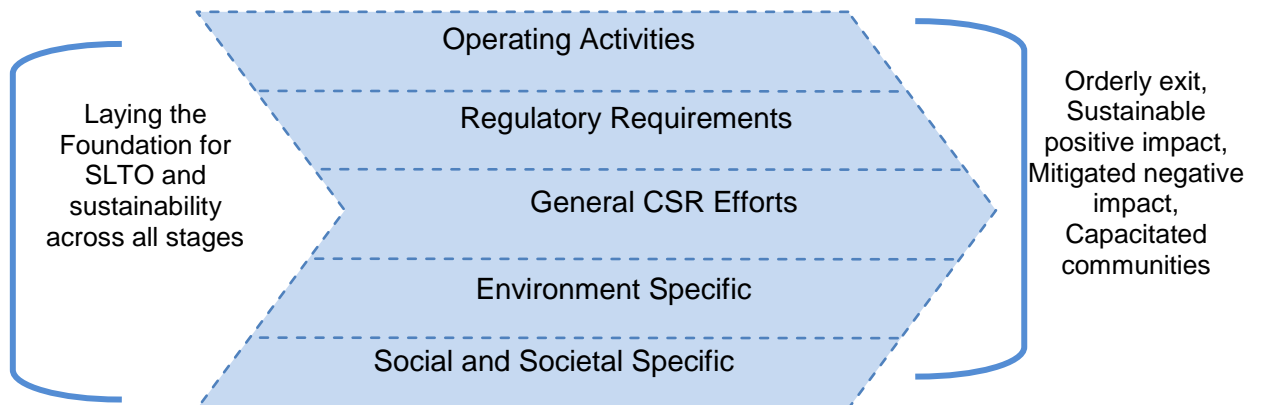 Laying the
Foundation for
SLTO and
sustainability
across all stages
Operating Activities
Regulatory Requirements
General CSR Efforts
Environment Specific
Social and Societal Specific
Orderly exit,
Sustainable
positive impact,
Mitigated negative
impact,
Capacitated
communities